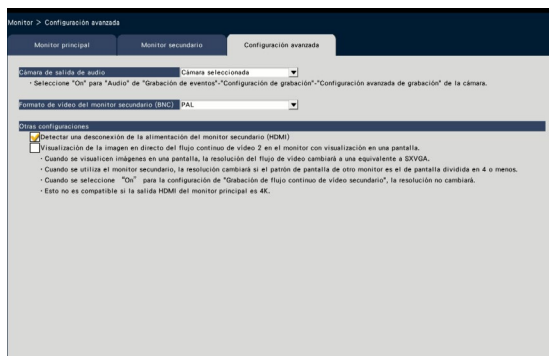 Monitor > Configuración avanzada
Monitor principal
Monitor secundario
Configuración avanzada
Cámara de salida de audio
Cámara seleccionada
· Seleccione "On" para "Audio" de "Grabación de eventos"-"Configuración de grabación"-"Configuración avanzada de grabación" de la cámara.
Formato de vídeo del monitor secundario (BNC)
PAL
Otras configuraciones
Detectar una desconexión de la alimentación del monitor secundario (HDMI)
Visualización de la imagen en directo del flujo continuo de vídeo 2 en el monitor con visualización en una pantalla.
· Cuando se visualicen imágenes en una pantalla, la resolución del flujo de vídeo cambiará a una equivalente a SXVGA.
· Cuando se utiliza el monitor secundario, la resolución cambiará si el patrón de pantalla de otro monitor es el de pantalla dividida en 4 o menos.
· Cuando se seleccione "On" para la configuración de "Grabación de flujo continuo de vídeo secundario", la resolución no cambiará.
· Esto no es compatible si la salida HDMI del monitor principal es 4K.